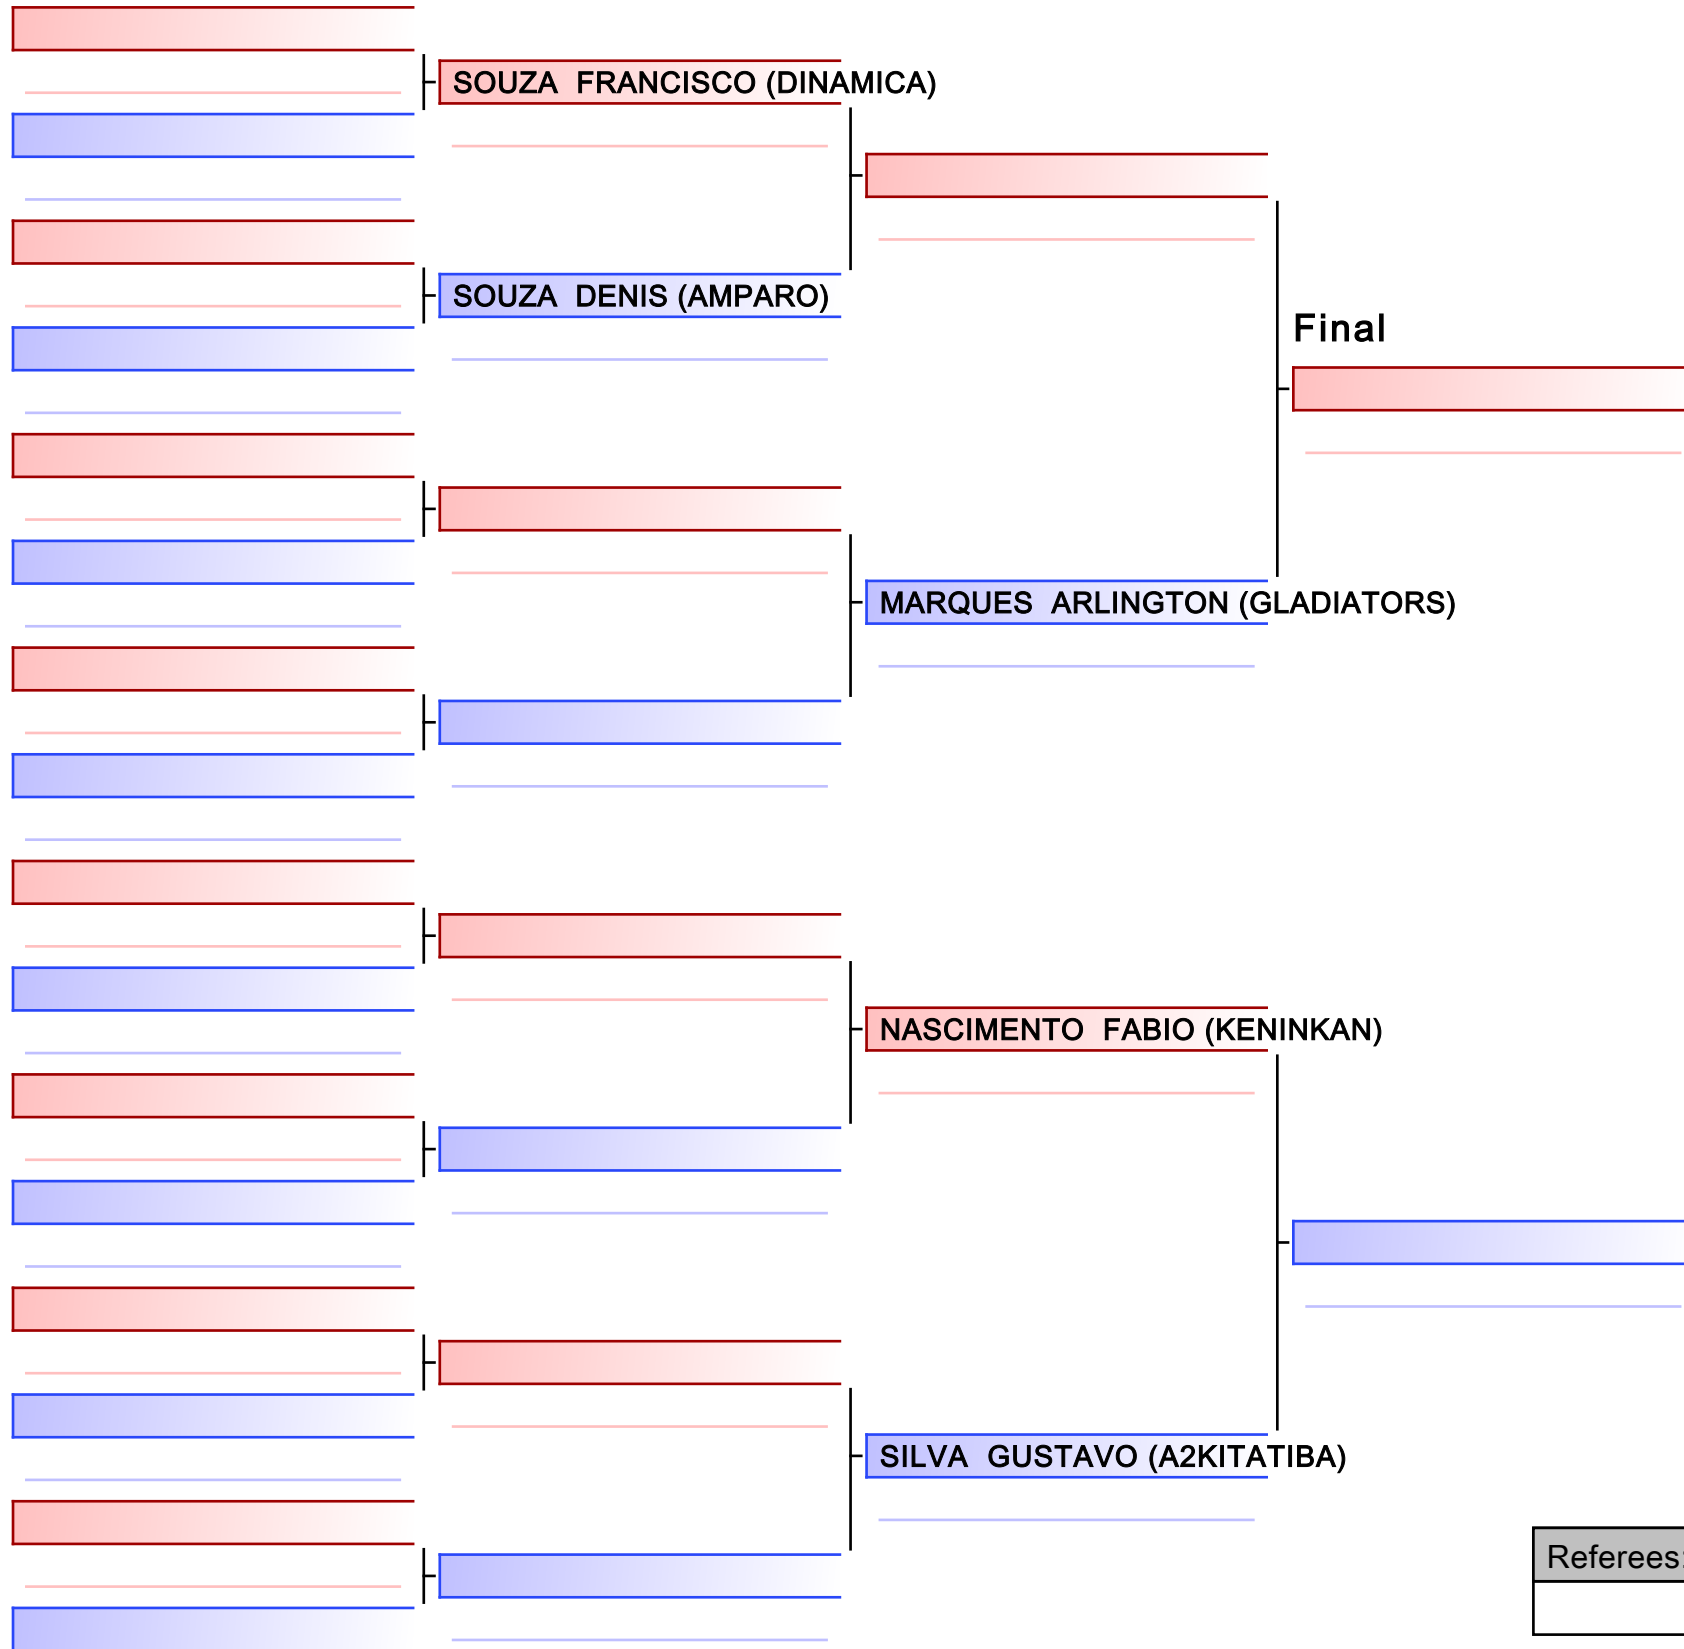 SOUZA FRANCISCO (DINAMICA)
SOUZA DENIS (AMPARO)
Final
MARQUES ARLINGTON (GLADIATORS)
NASCIMENTO FABIO (KENINKAN)
SILVA GUSTAVO (A2KITATIBA)
Referees: